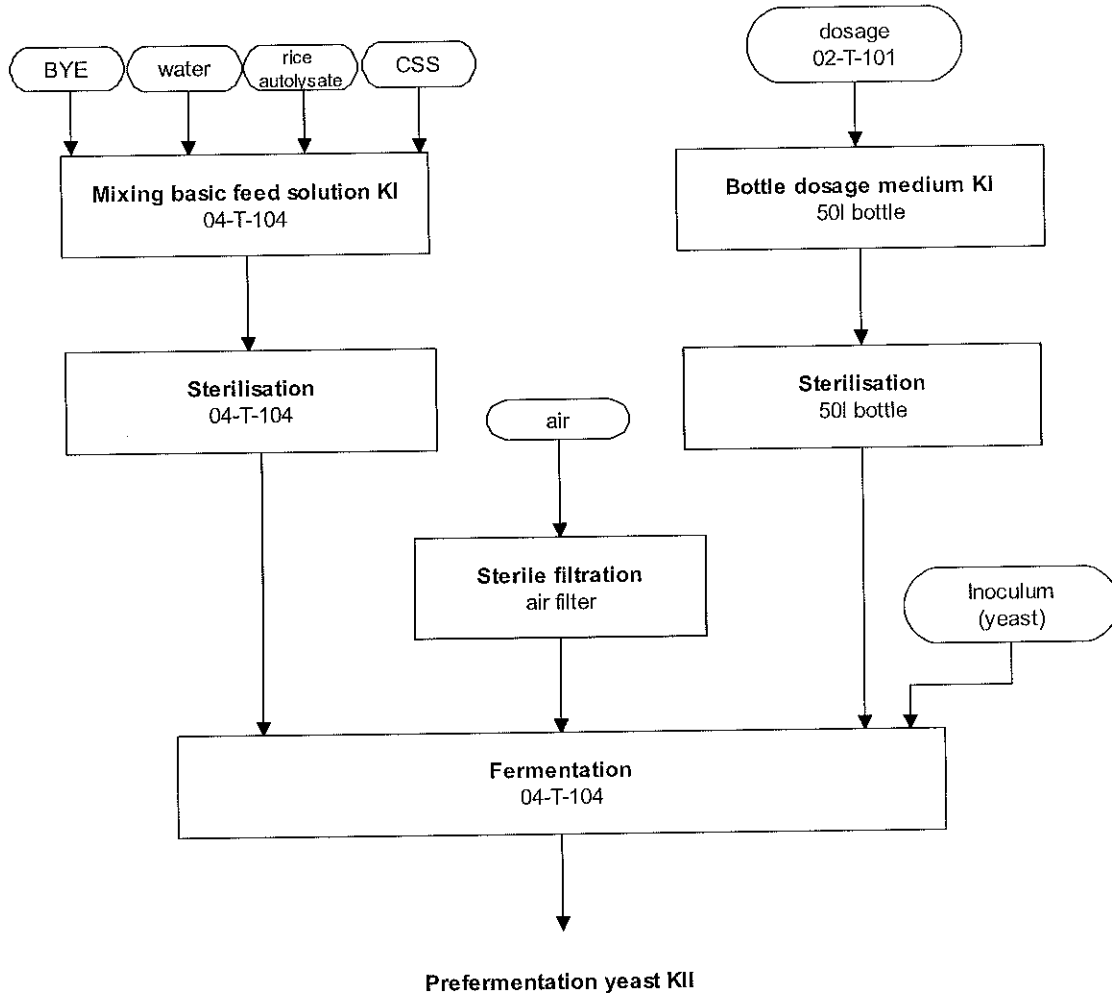 BYE
water
rice
autolysate
CSS
dosage
02-T-101
Mixing basic feed solution KI
04-T-104
Bottle dosage medium KI
50l bottle
Sterilisation
04-T-104
Sterilisation
50l bottle
air
Sterile filtration
air filter
Inoculum
(yeast)
Fermentation
04-T-104
Prefermentation yeast KII